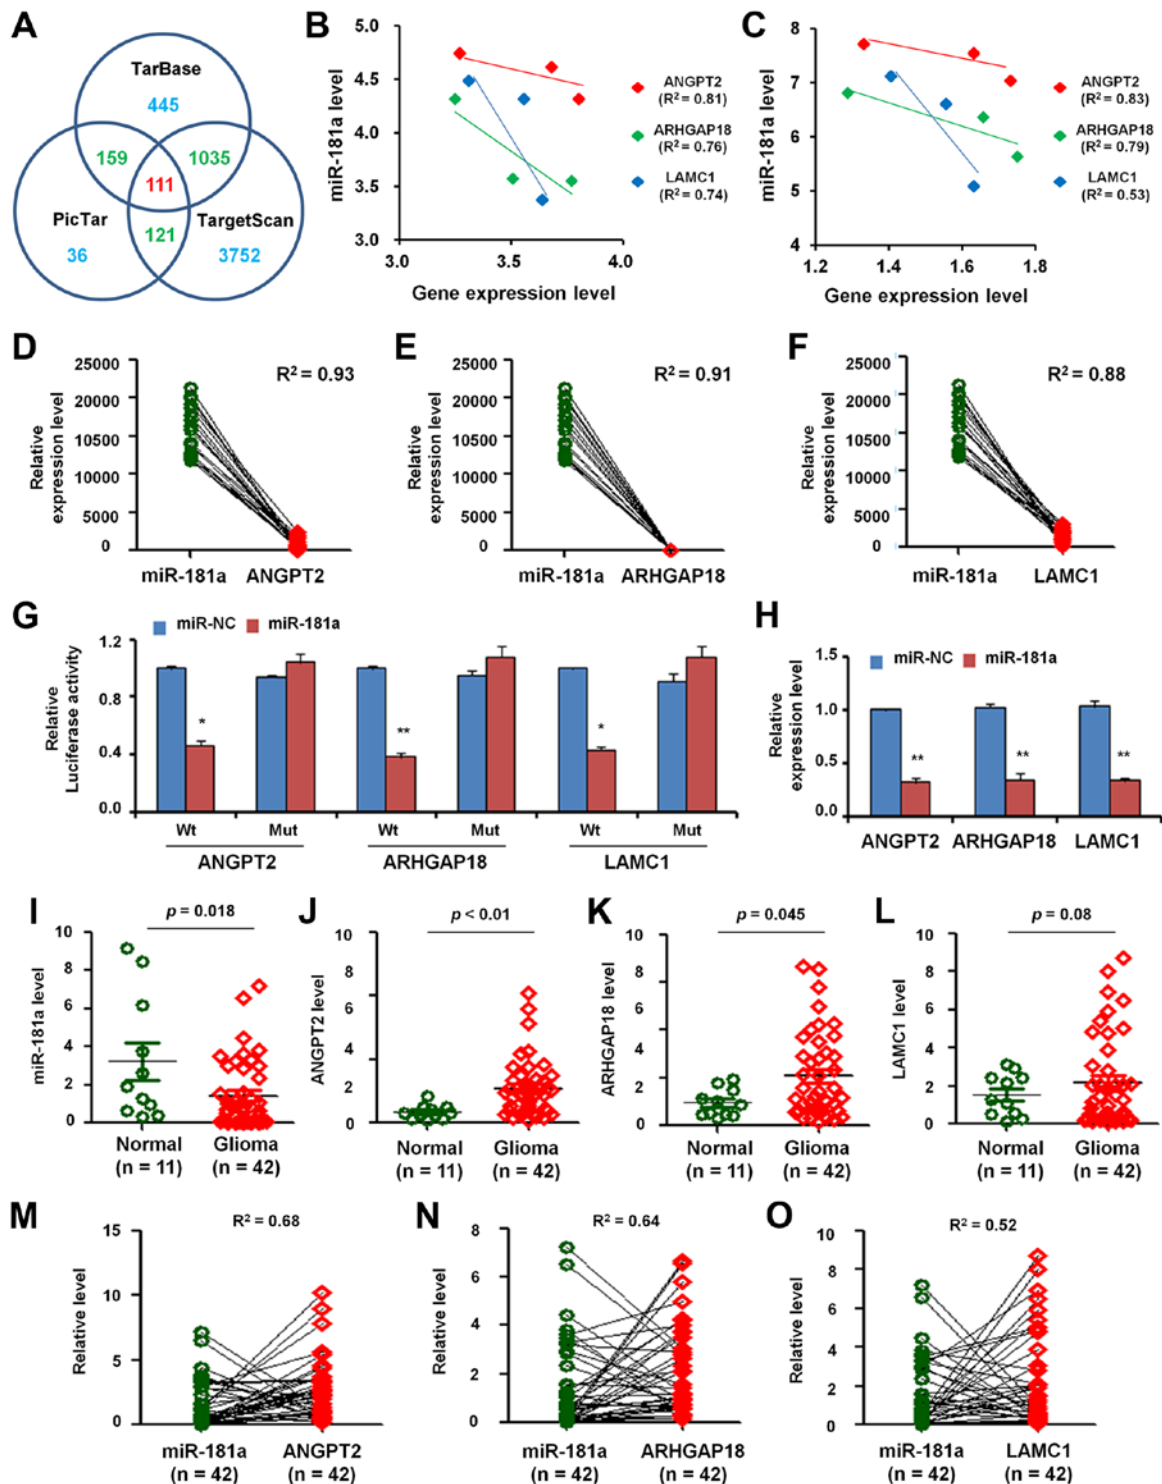 A
TarBase
445
159
1035
111
PicTar
TargetScan
36
121
3752
B
miR-181a level
5.0
4.5
4.0
3.5
3.0
3.0
3.5
4.0
Gene expression level
ANGPT2
(R² = 0.81)
ARHGAP18
(R² = 0.76)
LAMC1
(R² = 0.74)
C
miR-181a level
8
7
6
5
4
1.2
1.4
1.6
1.8
Gene expression level
ANGPT2
(R² = 0.83)
ARHGAP18
(R² = 0.79)
LAMC1
(R² = 0.53)
D
Relative
expression level
25000
20000
10500
10000
5000
0
R² = 0.93
miR-181a ANGPT2
E
Relative
expression level
25000
20000
10500
10000
5000
0
R² = 0.91
miR-181a ARHGAP18
F
Relative
expression level
25000
20000
10500
10000
5000
0
R² = 0.88
miR-181a LAMC1
G
miR-NC miR-181a
Relative
Luciferase activity
1.2
0.8
0.4
0.0
*
**
*
Wt Mut Wt Mut Wt Mut
ANGPT2 ARHGAP18 LAMC1
H
miR-NC miR-181a
Relative
expression level
1.5
1.0
0.5
0.0
**
**
**
ANGPT2 ARHGAP18 LAMC1
I
p = 0.018
miR-181a level
10
8
6
4
2
0
Normal Glioma
(n = 11) (n = 42)
J
p < 0.01
ANGPT2 level
10
6
4
2
0
Normal Glioma
(n = 11) (n = 42)
K
p = 0.045
ARHGAP18 level
10
8
6
4
2
0
Normal Glioma
(n = 11) (n = 42)
L
p = 0.08
LAMC1 level
10
8
6
4
2
0
Normal Glioma
(n = 11) (n = 42)
M
R² = 0.68
Relative level
15
10
5
0
miR-181a ANGPT2
(n = 42) (n = 42)
N
R² = 0.64
Relative level
8
6
4
2
0
miR-181a ARHGAP18
(n = 42) (n = 42)
O
R² = 0.52
Relative level
10
8
6
4
2
0
miR-181a LAMC1
(n = 42) (n = 42)